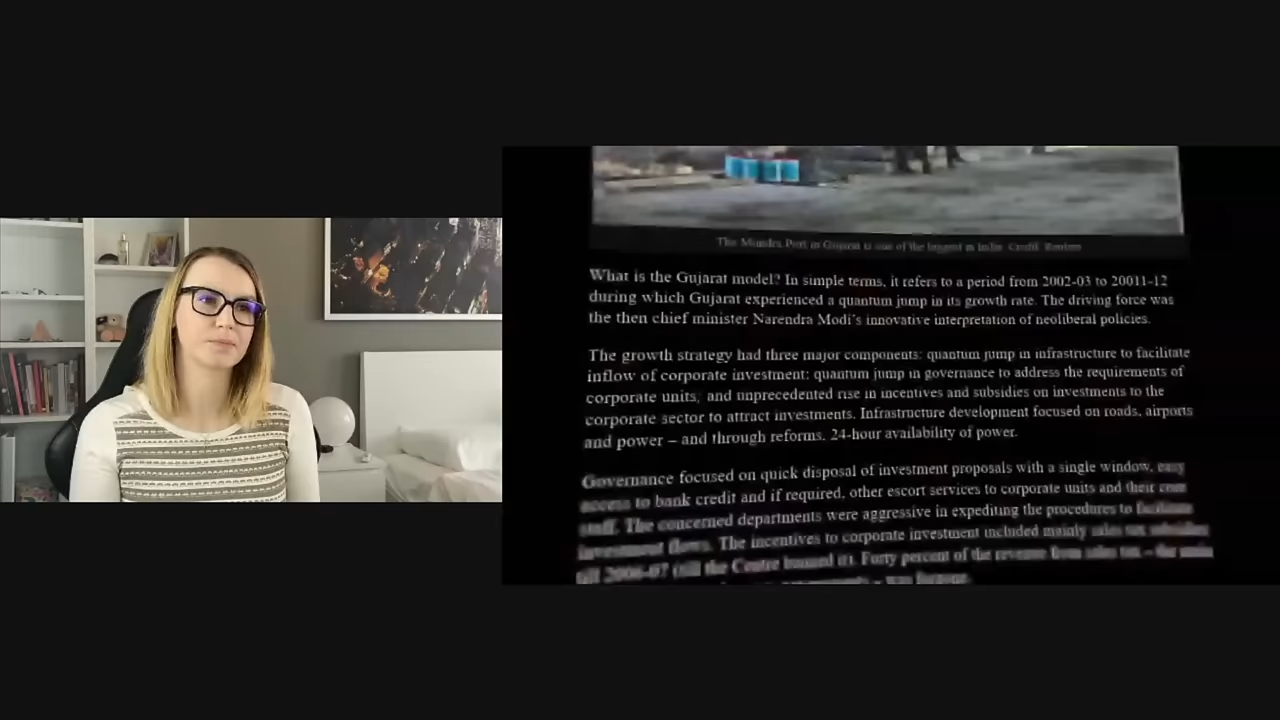 The Mundra Port in Gujarat is one of the biggest in India. Credit: Reuters
What is the Gujarat model? In simple terms, it refers to a period from 2002-03 to 20011-12
during which Gujarat experienced a quantum jump in its growth rate. The driving force was
the then chief minister Narendra Modi's innovative interpretation of neoliberal policies.
The growth strategy had three major components: quantum jump in infrastructure to facilitate
inflow of corporate investment; quantum jump in governance to address the requirements of
corporate units; and unprecedented rise in incentives and subsidies on investments to the
corporate sector to attract investments. Infrastructure development focused on roads, airports
and power – and through reforms, 24-hour availability of power.
Governance focused on quick disposal of investment proposals with a single window, easy
access to bank credit and if required, other escort services to corporate units and their core
staff. The concerned departments were aggressive in expediting the procedures to facilitate
investment flows. The incentives to corporate investment included mainly sales tax subsidies
till 2006-07 (till the Centre banned it). Forty percent of the revenue from sales tax – the main